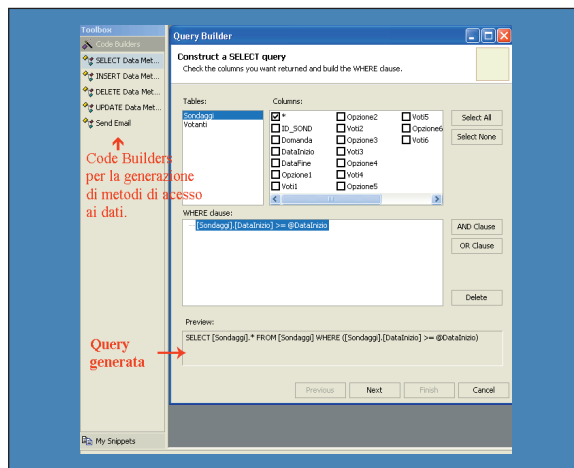 Toolbox
Code Builders
SELECT Data Met...
INSERT Data Met...
DELETE Data Met...
UPDATE Data Met...
Send Email
Code Builders
per la generazione
di metodi di acesso
ai dati.
Query
generata
My Snippets
Query Builder
Construct a SELECT query
Check the columns you want returned and build the WHERE clause.
Tables:
Sondaggi
Votanti
Columns:
*
ID_SOND
Domanda
DataInizio
DataFine
Opzione1
Voti1
Opzione2
Voti2
Opzione3
Voti3
Opzione4
Voti4
Opzione5
Voti5
Opzione6
Voti6
Select All
Select None
WHERE clause:
[Sondaggi].[DataInizio] >= @DataInizio
AND Clause
OR Clause
Delete
Preview:
SELECT [Sondaggi].* FROM [Sondaggi] WHERE ([Sondaggi].[DataInizio] >= @DataInizio)
Previous
Next
Finish
Cancel